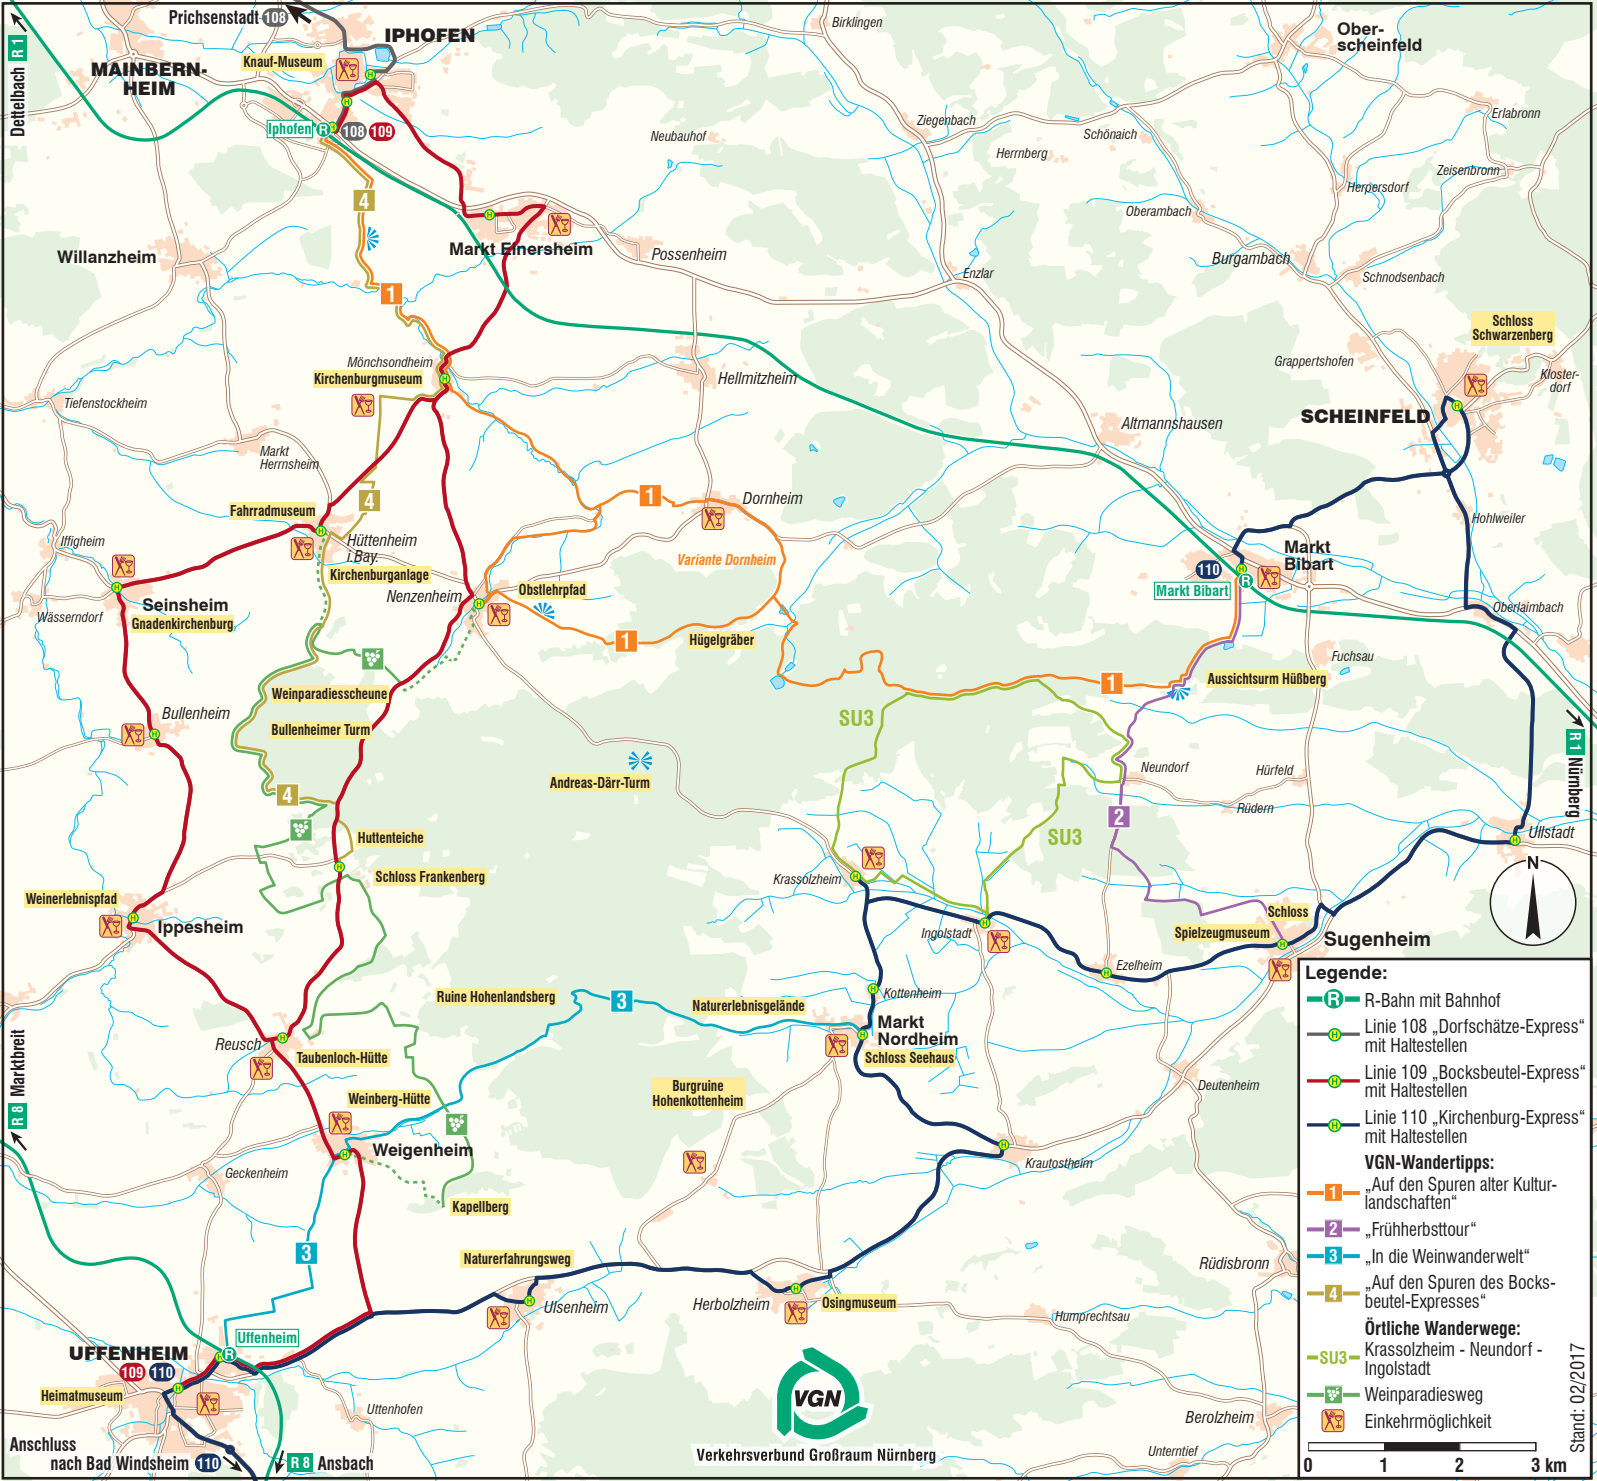 Prichsenstadt 108
IPHOFEN
Birklingen
Ober-
scheinfeld
Dettelbach R 1
MAINBERN-
HEIM
Knauf-Museum
Iphofen
R
108 109
Neubauhof
Ziegenbach
Herrnberg
Schönaich
Erlabronn
Zeisenbronn
Herpersdorf
4
Oberambach
Willanzheim
Markt Einersheim
Possenheim
Enzlar
Burgambach
Schnodsenbach
1
Schloss
Schwarzenberg
Mönchsondheim
Kirchenburgmuseum
Hellmitzheim
Grappertshofen
Kloster-
dorf
Tiefenstockheim
SCHEINFELD
Altmannshausen
Markt
Herrnsheim
4
1
Dornheim
Fahrradmuseum
Hohlweiler
Iffigheim
Hüttenheim
i.Bay.
Kirchenburganlage
Variante Dornheim
Markt
Bibart
110
R
Markt Bibart
Nenzenheim
Obstlehrpfad
Seinsheim
Gnadenkirchenburg
Wässerndorf
Oberlaimbach
1
Hügelgräber
Fuchsau
Weinparadiesscheune
1
Aussichtsurm Hüßberg
Bullenheim
Bullenheimer Turm
SU3
R 1 Nürnberg
Andreas-Därr-Turm
Neundorf
Hürfeld
4
2
Rüdern
Huttenteiche
SU3
Ullstadt
Krassolzheim
Schloss Frankenberg
N
Weinerlebnispfad
Ippesheim
Schloss
Spielzeugmuseum
Ingolstadt
Sugenheim
Ezelheim
Ruine Hohenlandsberg
3
Naturerlebnisgelände
Kottenheim
Markt
Nordheim
Schloss Seehaus
Reusch
Taubenloch-Hütte
R 8 Marktbreit
Weinberg-Hütte
Burgruine
Hohenkottenheim
Deutenheim
Weigenheim
Geckenheim
Krautostheim
Kapellberg
3
Naturerfahrungsweg
Rüdisbronn
Ulsenheim
Herbolzheim
Osingmuseum
Humprechtsau
Uffenheim
R
UFFENHEIM
109 110
Heimatmuseum
Uttenhofen
VGN
Berolzheim
Anschluss
nach Bad Windsheim 110
R 8 Ansbach
Verkehrsverbund Großraum Nürnberg
Unterntief
Legende:
R R-Bahn mit Bahnhof
H Linie 108 „Dorfschätze-Express“
mit Haltestellen
H Linie 109 „Bocksbeutel-Express“
mit Haltestellen
H Linie 110 „Kirchenburg-Express“
mit Haltestellen
VGN-Wandertipps:
1 „Auf den Spuren alter Kultur-
landschaften“
2 „Frühherbsttour“
3 „In die Weinwanderwelt“
4 „Auf den Spuren des Bocks-
beutel-Expresses“
Örtliche Wanderwege:
SU3 Krassolzheim - Neundorf -
Ingolstadt
Weinparadiesweg
Einkehrmöglichkeit
0 1 2 3 km
Stand: 02/2017